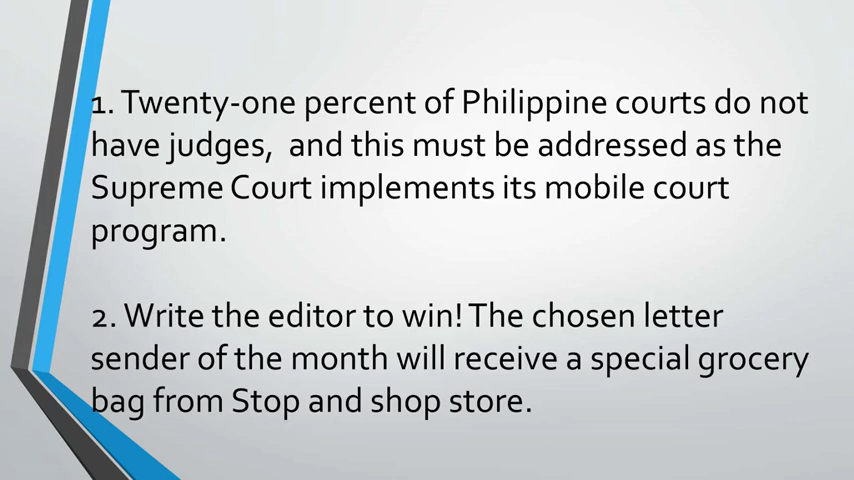 1. Twenty-one percent of Philippine courts do not
have judges,  and this must be addressed as the
Supreme Court implements its mobile court
program.
2. Write the editor to win! The chosen letter
sender of the month will receive a special grocery
bag from Stop and shop store.